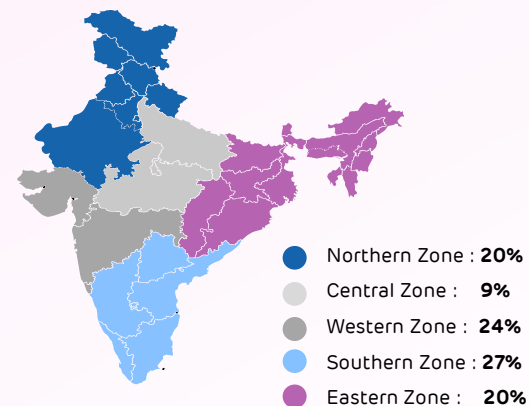 Northern Zone : 20%
Central Zone : 9%
Western Zone : 24%
Southern Zone : 27%
Eastern Zone : 20%